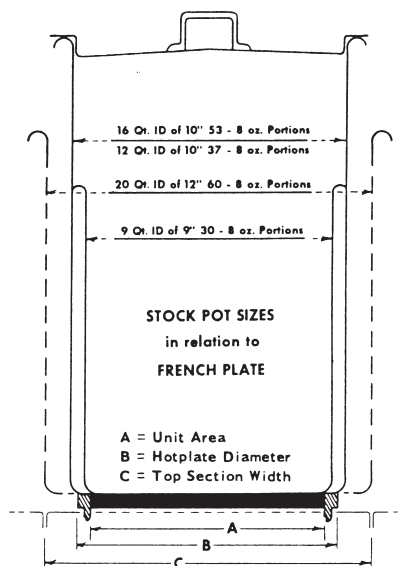 16 Qt. ID of 10" 53 - 8 oz. Portions
12 Qt. ID of 10" 37 - 8 oz. Portions
20 Qt. ID of 12" 60 - 8 oz. Portions
9 Qt. ID of 9" 30 - 8 oz. Portions
STOCK POT SIZES
in relation to
FRENCH PLATE
A = Unit Area
B = Hotplate Diameter
C = Top Section Width
A
B
C